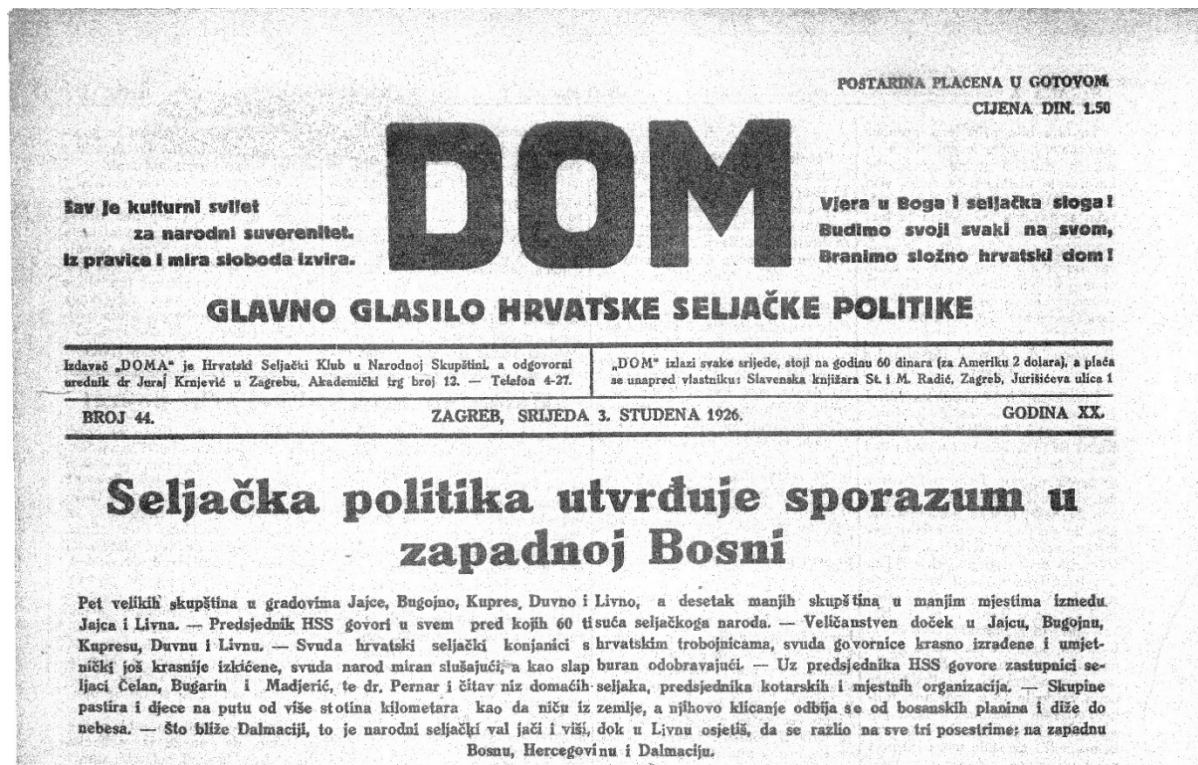 POSTARINA PLAĆENA U GOTOVOM
CIJENA DIN. 1.50
DOM
Sav je kulturni svijet
za narodni suverenitet.
Iz pravice i mira sloboda izvira.
Vjera u Boga i seljačka sloga!
Budimo svoji svaki na svom,
Branimo složno hrvatski dom!
GLAVNO GLASILO HRVATSKE SELJAČKE POLITIKE
Izdavač „DOMA“ je Hrvatski Seljački Klub u Narodnoj Skupštini, a odgovorni
urednik dr Juraj Krnjević u Zagrebu, Akademički trg broj 12. — Telefon 4-27.
„DOM“ izlazi svake srijede, stoji na godinu 60 dinara (za Ameriku 2 dolara), a plaća
se unapred vlastniku: Slavenska knjižara St. i M. Radić, Zagreb, Jurišićeva ulica 1
BROJ 44.
ZAGREB, SRIJEDA 3. STUDENA 1926.
GODINA XX.
Seljačka politika utvrđuje sporazum u
zapadnoj Bosni
Pet velikih skupština u gradovima Jajce, Bugojno, Kupres, Duvno i Livno, a desetak manjih skupština u manjim mjestima između
Jajca i Livna. — Predsjednik HSS govori u svem pred kojih 60 tisuća seljačkoga naroda. — Veličanstven doček u Jajcu, Bugojnu,
Kupresu, Duvnu i Livnu. — Svuda hrvatski seljački konjanici s hrvatskim trobojnicama, svuda govornice krasno izrađene i umjet-
nički još krasnije izkićene, svuda narod miran slušajući, a kao slap buran odobravajući. — Uz predsjednika HSS govore zastupnici se-
ljaci Čelan, Bugarin i Madjerić, te dr. Pernar i čitav niz domaćih seljaka, predsjednika kotarskih i mjestnih organizacija. — Skupine
pastira i djece na putu od više stotina kilometara kao da niču iz zemlje, a njihovo klicanje odbija se od bosanskih planina i diže do
nebesa. — Što bliže Dalmaciji, to je narodni seljački val jači i viši, dok u Livnu osjetiš, da se razlio na sve tri posestrime: na zapadnu
Bosnu, Hercegovinu i Dalmaciju.